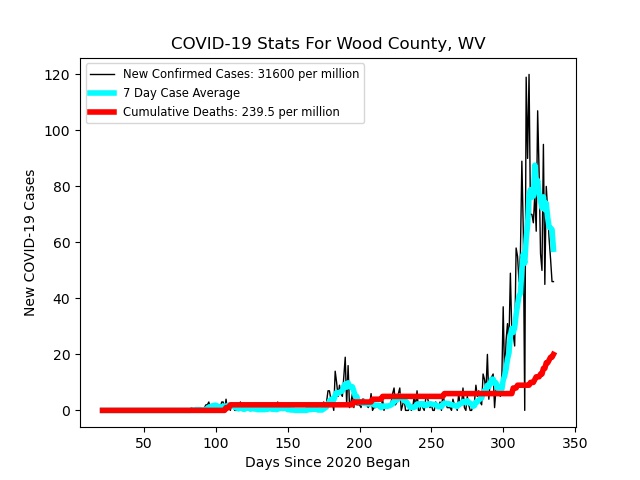 COVID-19 Stats For Wood County, WV
New Confirmed Cases: 31600 per million
7 Day Case Average
Cumulative Deaths: 239.5 per million
New COVID-19 Cases
120
100
80
60
40
20
0
50 100 150 200 250 300 350
Days Since 2020 Began